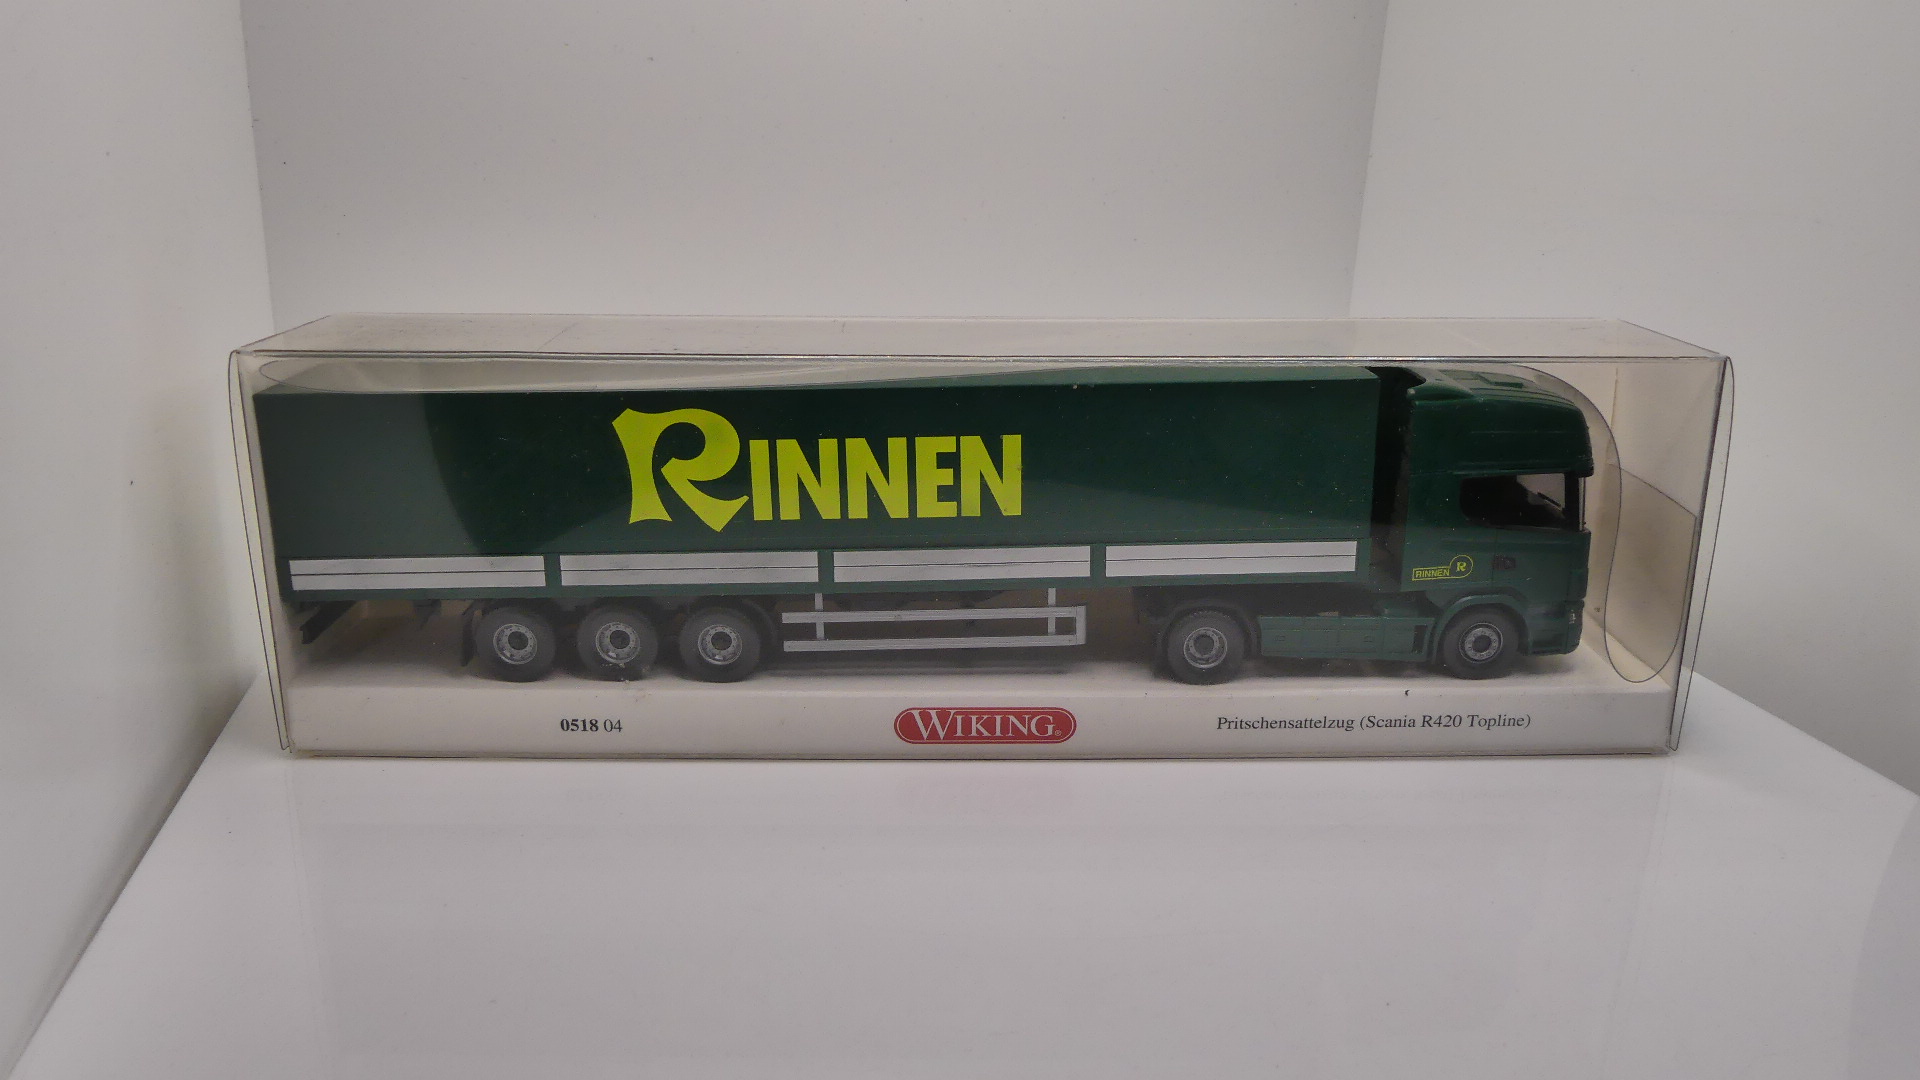 RINNEN
RINNEN R
0518 04
WIKING®
Pritschensattelzug (Scania R420 Topline)